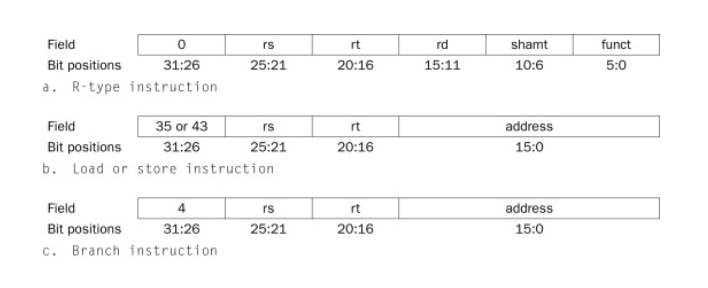 Field 0 rs rt rd shamt funct
Bit positions 31:26 25:21 20:16 15:11 10:6 5:0
a. R-type instruction
Field 35 or 43 rs rt address
Bit positions 31:26 25:21 20:16 15:0
b. Load or store instruction
Field 4 rs rt address
Bit positions 31:26 25:21 20:16 15:0
c. Branch instruction